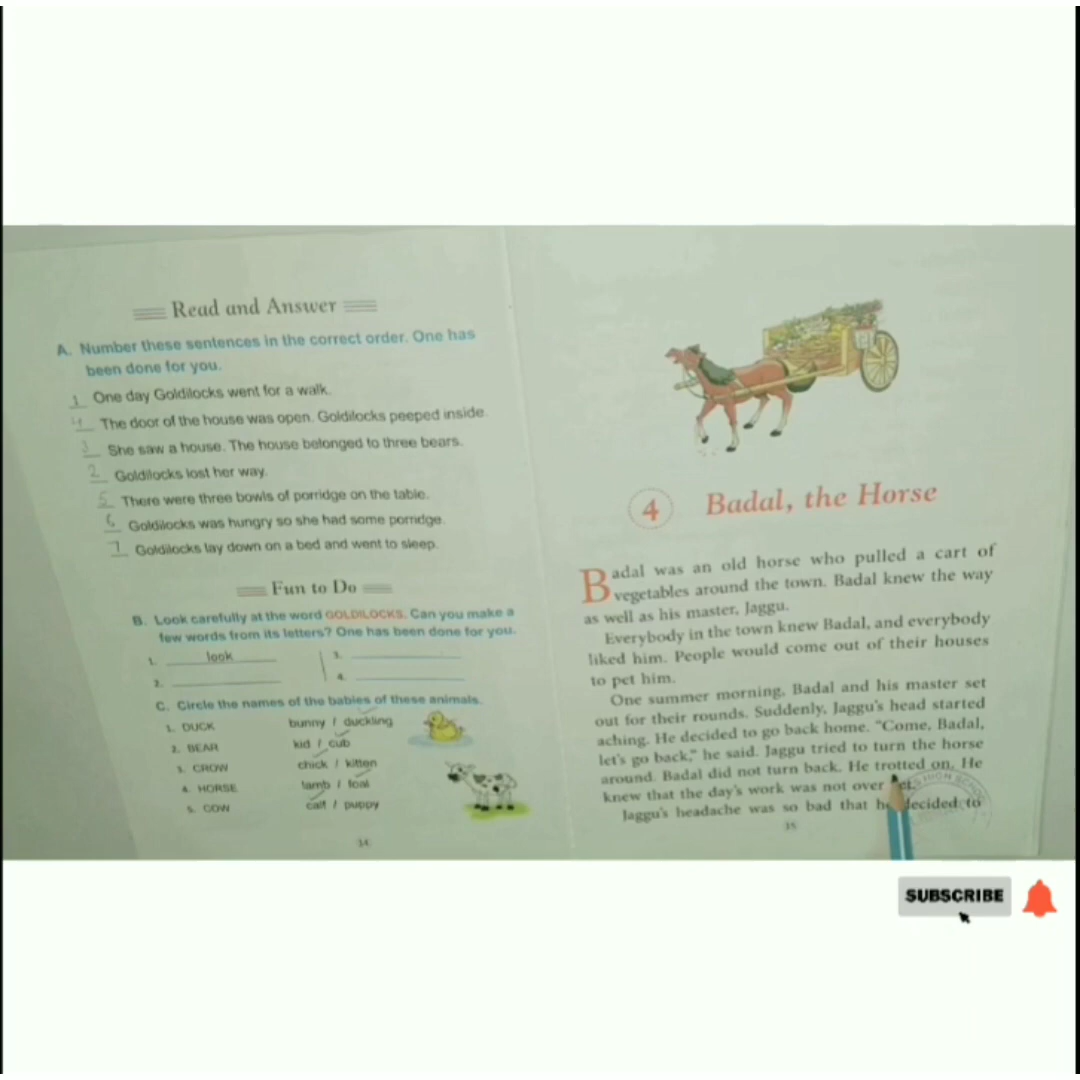 Read and Answer
A. Number these sentences in the correct order. One has
been done for you.
1 One day Goldilocks went for a walk.
4 The door of the house was open. Goldilocks peeped inside.
3 She saw a house. The house belonged to three bears.
2 Goldilocks lost her way.
5 There were three bowls of porridge on the table.
6 Goldilocks was hungry so she had some porridge.
7 Goldilocks lay down on a bed and went to sleep.
Fun to Do
B. Look carefully at the word GOLDILOCKS. Can you make a
few words from its letters? One has been done for you.
1. look 3.
2. 4.
C. Circle the names of the babies of these animals.
1. DUCK bunny / duckling
2. BEAR kid / cub
3. CROW chick / kitten
4. HORSE lamb / foal
5. COW calf / puppy
34
4 Badal, the Horse
Badal was an old horse who pulled a cart of
vegetables around the town. Badal knew the way
as well as his master, Jaggu.
Everybody in the town knew Badal, and everybody
liked him. People would come out of their houses
to pet him.
One summer morning, Badal and his master set
out for their rounds. Suddenly, Jaggu's head started
aching. He decided to go back home. "Come, Badal,
let's go back," he said. Jaggu tried to turn the horse
around. Badal did not turn back. He trotted on. He
knew that the day's work was not over
Jaggu's headache was so bad that he decided to
35
HIGH SCHOOL
SUBSCRIBE